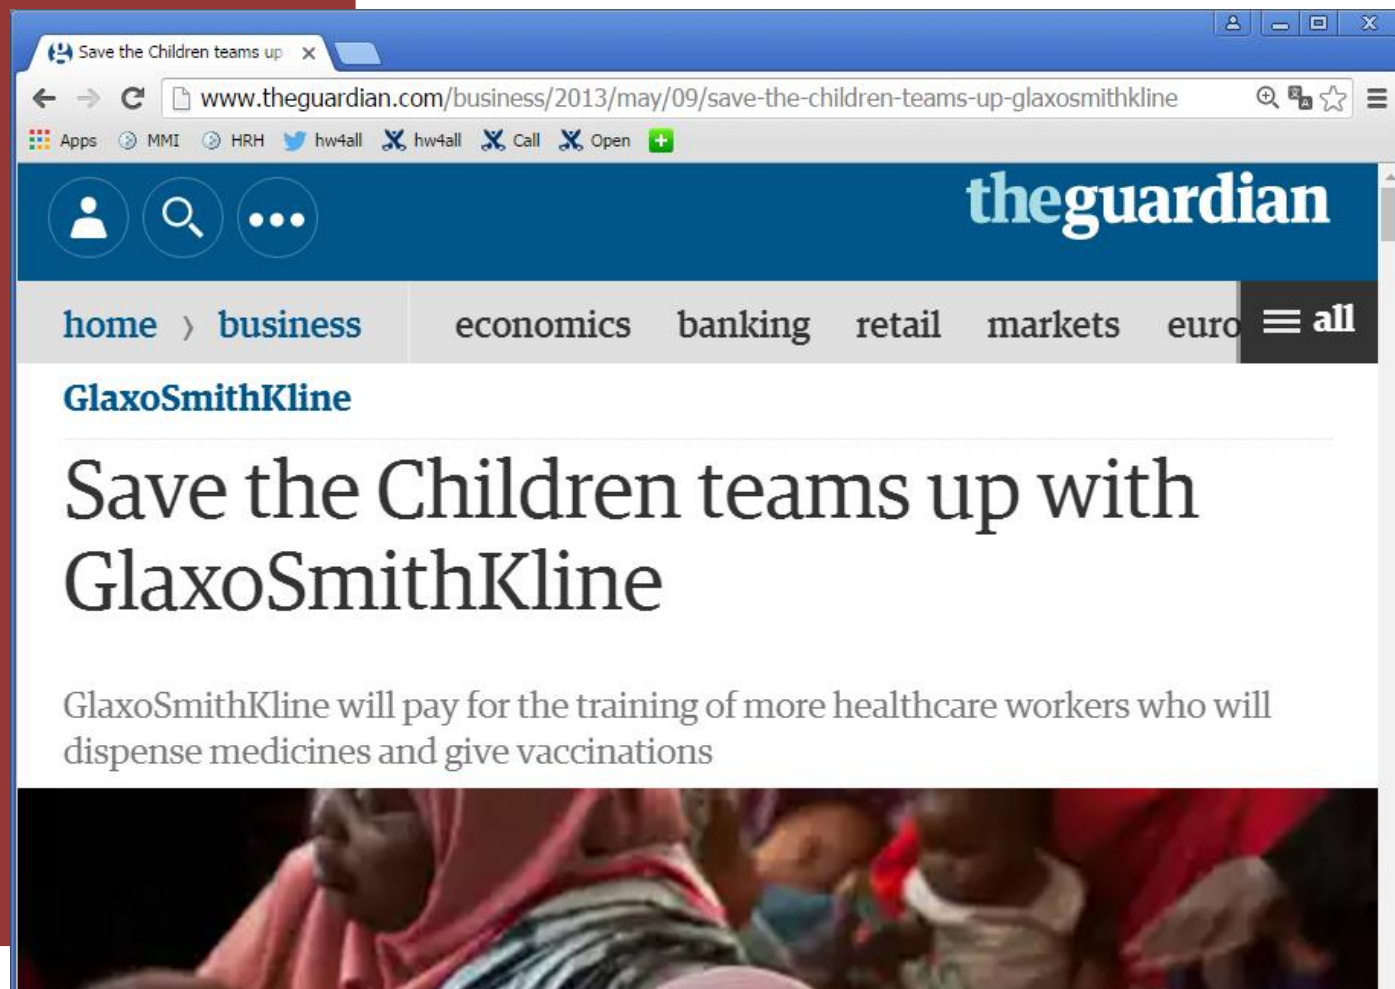 Save the Children teams up
www.theguardian.com/business/2013/may/09/save-the-children-teams-up-glaxosmithkline
Apps MMI HRH hw4all hw4all Call Open
theguardian
home › business economics banking retail markets euro all
GlaxoSmithKline
Save the Children teams up with
GlaxoSmithKline
GlaxoSmithKline will pay for the training of more healthcare workers who will
dispense medicines and give vaccinations